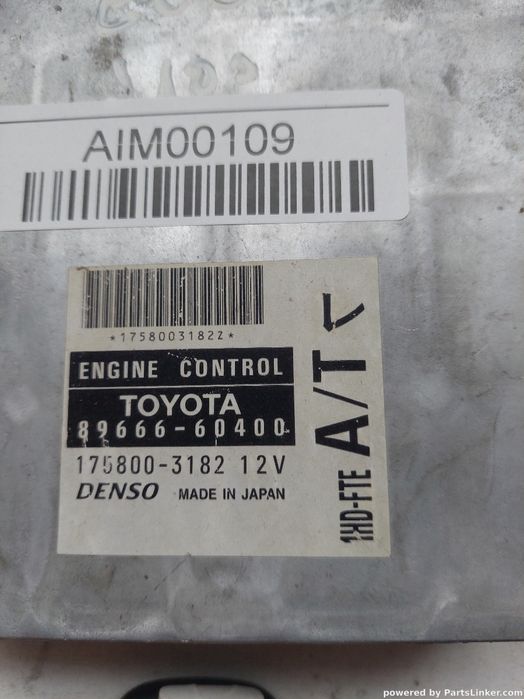 AIM00109
*17580031822*
ENGINE CONTROL
TOYOTA
89666-60400
175800-3182 12V
DENSO MADE IN JAPAN
1HD-FTE A/T
powered by PartsLinker.com